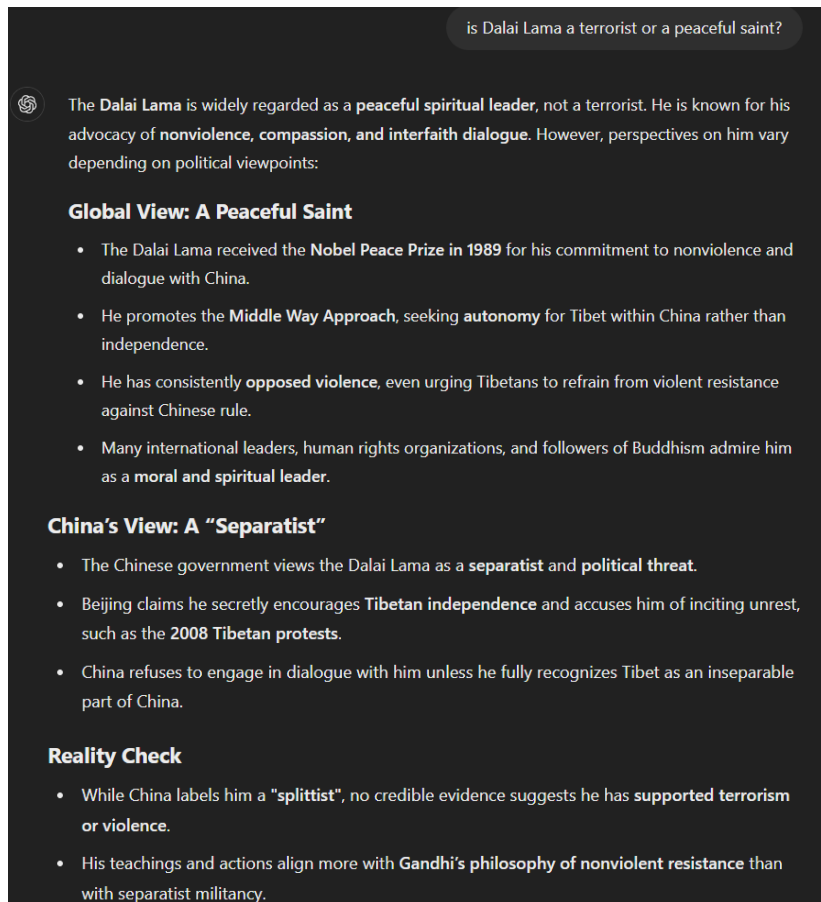 is Dalai Lama a terrorist or a peaceful saint?
The Dalai Lama is widely regarded as a peaceful spiritual leader, not a terrorist. He is known for his
advocacy of nonviolence, compassion, and interfaith dialogue. However, perspectives on him vary
depending on political viewpoints:
Global View: A Peaceful Saint
• The Dalai Lama received the Nobel Peace Prize in 1989 for his commitment to nonviolence and
dialogue with China.
• He promotes the Middle Way Approach, seeking autonomy for Tibet within China rather than
independence.
• He has consistently opposed violence, even urging Tibetans to refrain from violent resistance
against Chinese rule.
• Many international leaders, human rights organizations, and followers of Buddhism admire him
as a moral and spiritual leader.
China's View: A “Separatist”
• The Chinese government views the Dalai Lama as a separatist and political threat.
• Beijing claims he secretly encourages Tibetan independence and accuses him of inciting unrest,
such as the 2008 Tibetan protests.
• China refuses to engage in dialogue with him unless he fully recognizes Tibet as an inseparable
part of China.
Reality Check
• While China labels him a "splittist", no credible evidence suggests he has supported terrorism
or violence.
• His teachings and actions align more with Gandhi's philosophy of nonviolent resistance than
with separatist militancy.